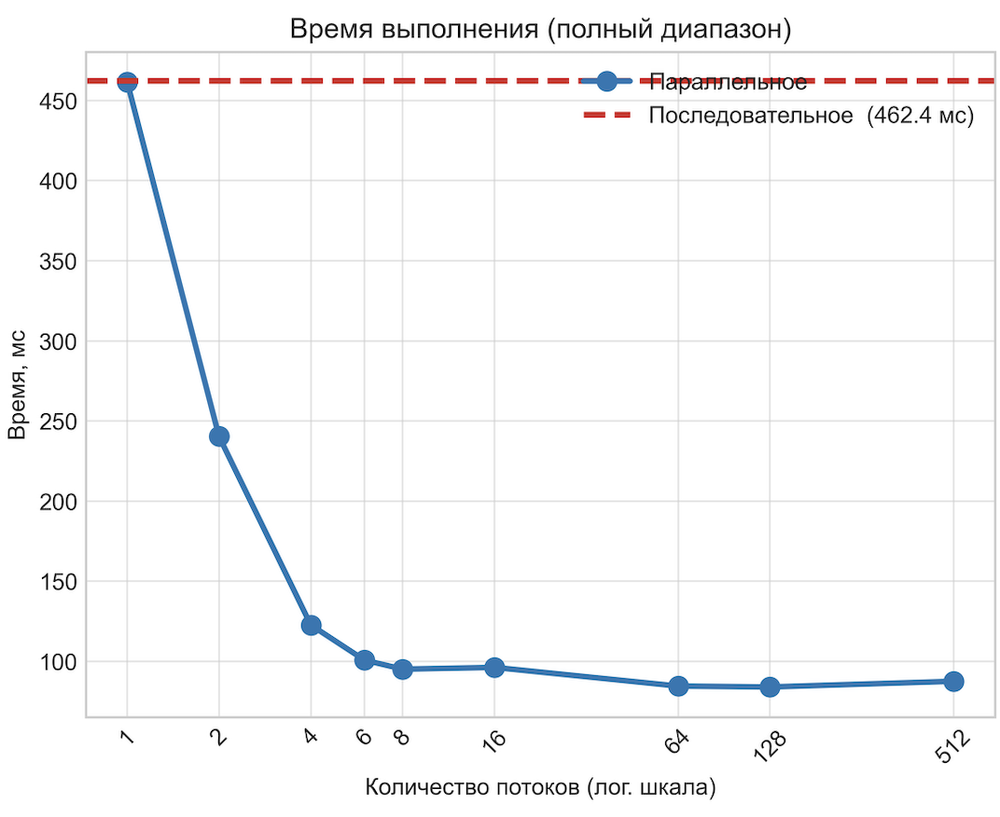 Время выполнения (полный диапазон)
Параллельное
Последовательное (462.4 мс)
Время, мс
450
400
350
300
250
200
150
100
1 2 4 6 8 16 64 128 512
Количество потоков (лог. шкала)